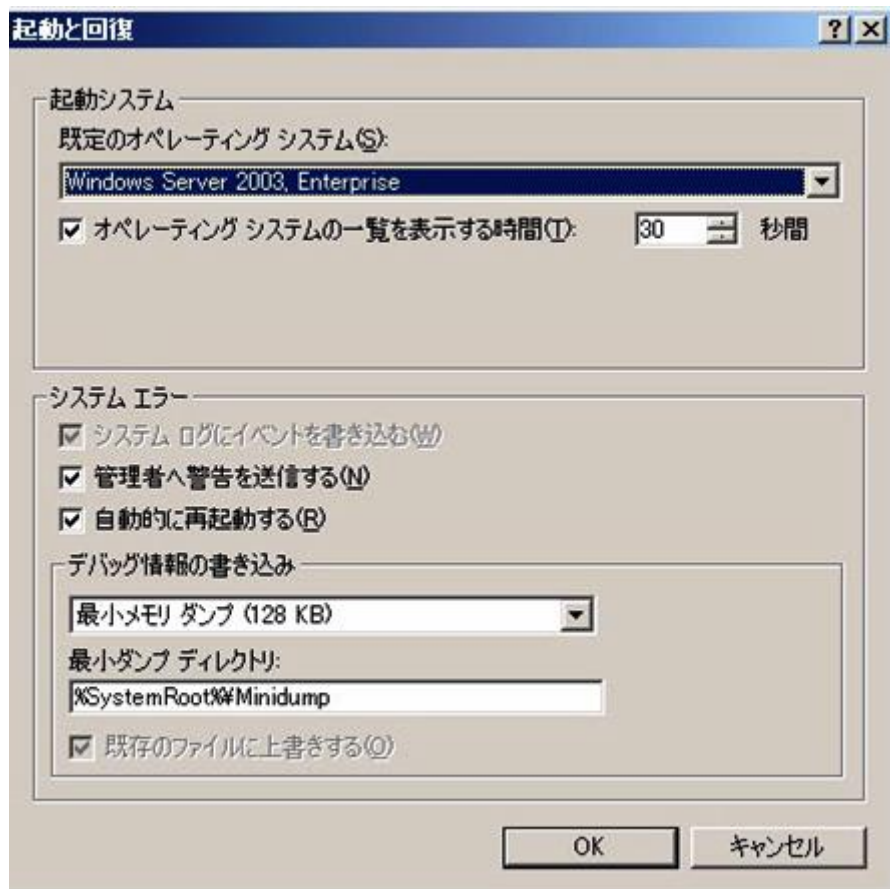 起動と回復
起動システム
既定のオペレーティング システム(S):
Windows Server 2003, Enterprise
オペレーティング システムの一覧を表示する時間(T): 30 秒間
システム エラー
システム ログにイベントを書き込む(W)
管理者へ警告を送信する(N)
自動的に再起動する(R)
デバッグ情報の書き込み
最小メモリ ダンプ (128 KB)
最小ダンプ ディレクトリ:
%SystemRoot%¥Minidump
既存のファイルに上書きする(O)
OK キャンセル